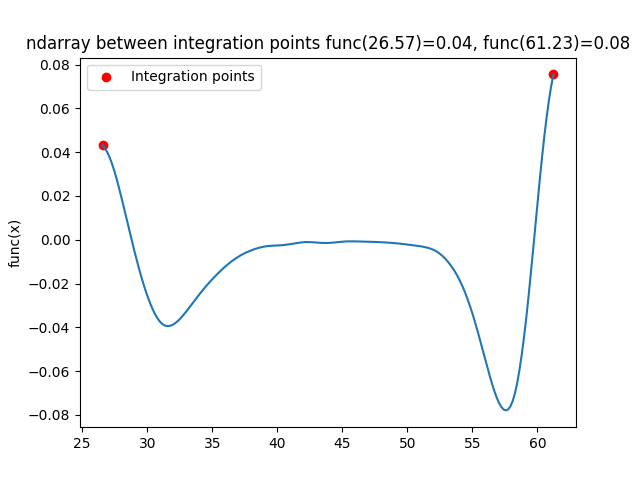 ndarray between integration points func(26.57)=0.04, func(61.23)=0.08
Integration points
func(x)
0.08
0.06
0.04
0.02
0.00
−0.02
−0.04
−0.06
−0.08
25 30 35 40 45 50 55 60